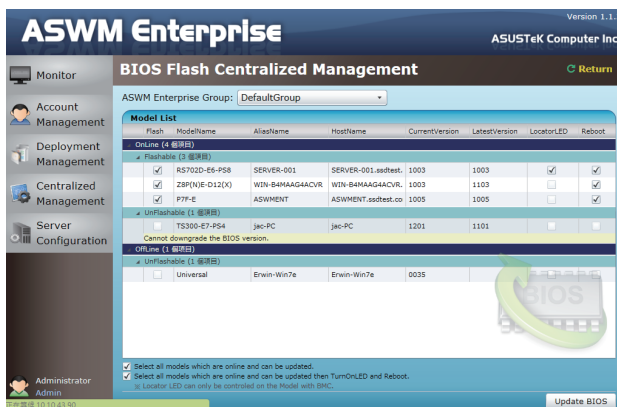 Version 1.1.
ASWM Enterprise
ASUSTeK Computer Inc
Monitor
Account Management
Deployment Management
Centralized Management
Server Configuration
Administrator
Admin
10.10.43.90
BIOS Flash Centralized Management
Return
ASWM Enterprise Group: DefaultGroup
Model List
Flash ModelName AliasName HostName CurrentVersion LatestVersion LocatorLED Reboot
OnLine (4 個項目)
Flashable (3 個項目)
RS702D-E6-PS8 SERVER-001 SERVER-001.ssdtest. 1003 1003
Z8P(N)E-D12(X) WIN-B4MAAG4ACVR WIN-B4MAAG4ACVR. 1003 1103
P7F-E ASWMENT ASWMENT.ssdtest.co 1005 1005
UnFlashable (1 個項目)
TS300-E7-PS4 jac-PC jac-PC 1201 1101
Cannot downgrade the BIOS version.
OffLine (1 個項目)
UnFlashable (1 個項目)
Universal Erwin-Win7e Erwin-Win7e 0035
BIOS
Select all models which are online and can be updated.
Select all models which are online and can be updated then TurnOnLED and Reboot.
※ Locator LED can only be controled on the Model with BMC.
Update BIOS